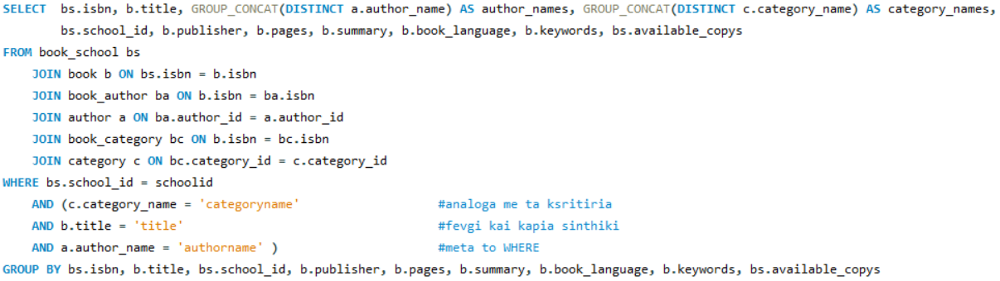 SELECT  bs.isbn, b.title, GROUP_CONCAT(DISTINCT a.author_name) AS author_names, GROUP_CONCAT(DISTINCT c.category_name) AS category_names,
        bs.school_id, b.publisher, b.pages, b.summary, b.book_language, b.keywords, bs.available_copys
FROM book_school bs
    JOIN book b ON bs.isbn = b.isbn
    JOIN book_author ba ON b.isbn = ba.isbn
    JOIN author a ON ba.author_id = a.author_id
    JOIN book_category bc ON b.isbn = bc.isbn
    JOIN category c ON bc.category_id = c.category_id
WHERE bs.school_id = schoolid
    AND (c.category_name = 'categoryname'                   #analoga me ta ksritiria
    AND b.title = 'title'                                   #fevgi kai kapia sinthiki
    AND a.author_name = 'authorname' )                      #meta to WHERE
GROUP BY bs.isbn, b.title, bs.school_id, b.publisher, b.pages, b.summary, b.book_language, b.keywords, bs.available_copys